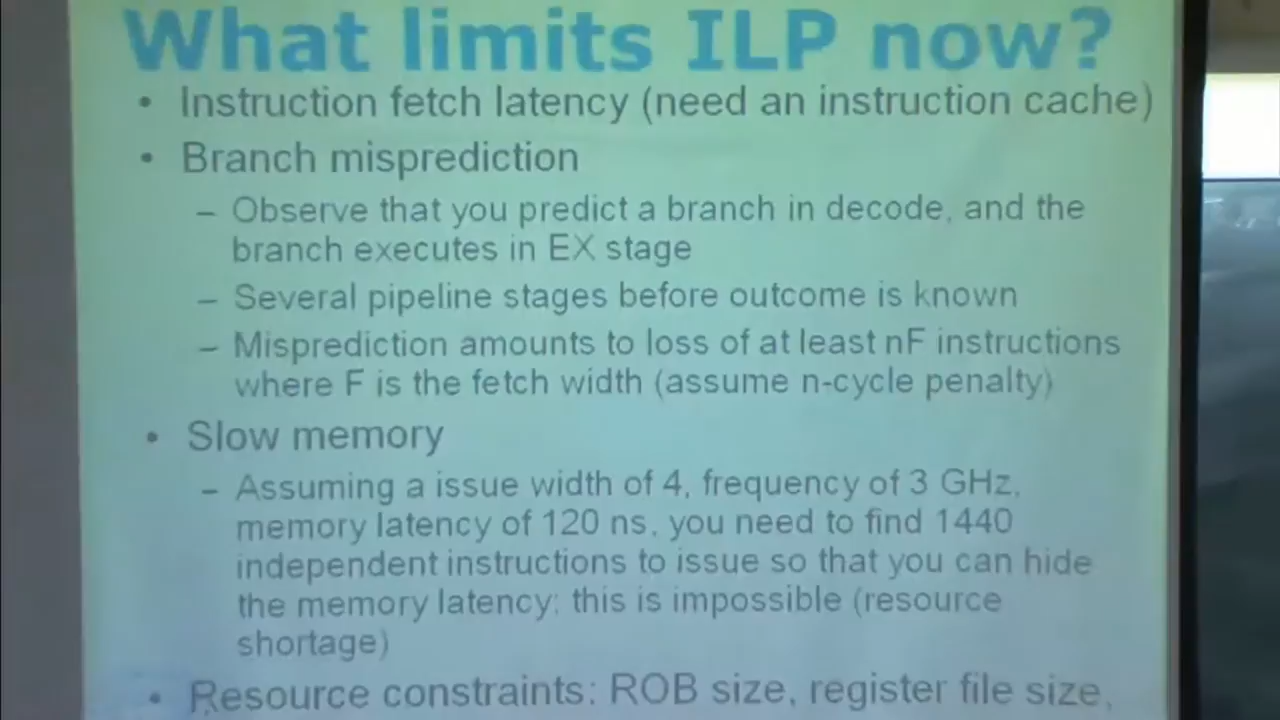 What limits ILP now?
• Instruction fetch latency (need an instruction cache)
• Branch misprediction
– Observe that you predict a branch in decode, and the
branch executes in EX stage
– Several pipeline stages before outcome is known
– Misprediction amounts to loss of at least nF instructions
where F is the fetch width (assume n-cycle penalty)
• Slow memory
– Assuming a issue width of 4, frequency of 3 GHz,
memory latency of 120 ns, you need to find 1440
independent instructions to issue so that you can hide
the memory latency; this is impossible (resource
shortage)
• Resource constraints: ROB size, register file size,